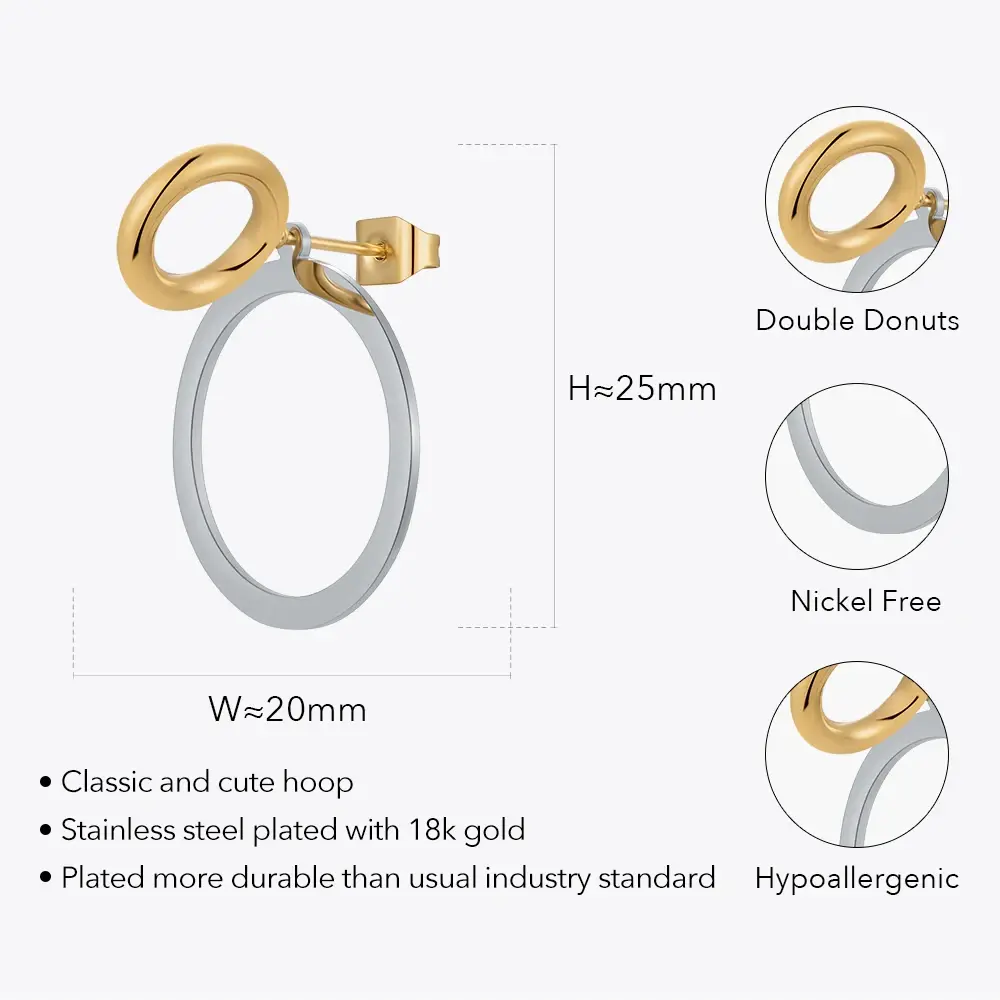 H≈25mm
W≈20mm
Double Donuts
Nickel Free
Hypoallergenic
• Classic and cute hoop
• Stainless steel plated with 18k gold
• Plated more durable than usual industry standard